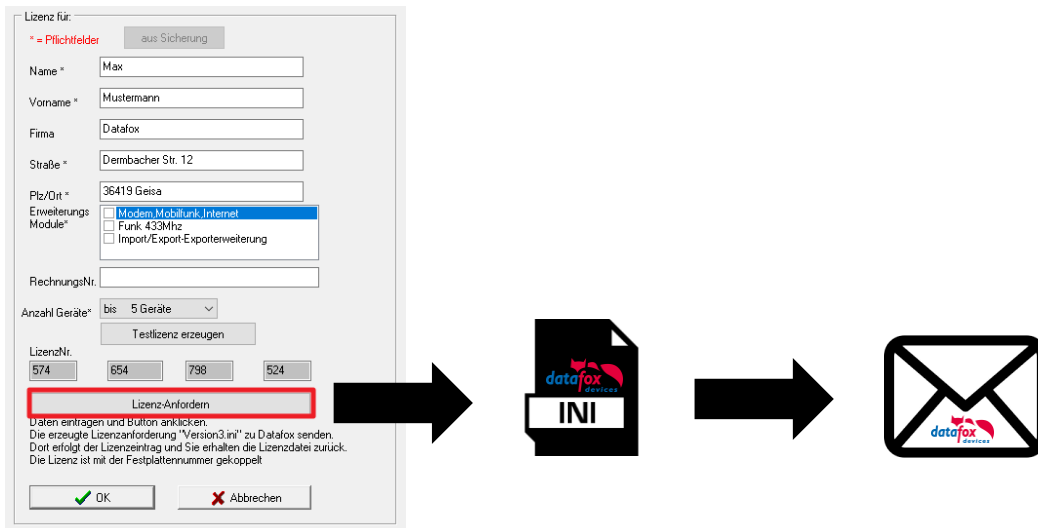 Lizenz für:
* = Pflichtfelder
aus Sicherung
Name *
Max
Vorname *
Mustermann
Firma
Datafox
Straße *
Dermbacher Str. 12
Plz/Ort *
36419 Geisa
Erweiterungs
Module*
Modem,Mobilfunk,Internet
Funk 433Mhz
Import/Export-Exporterweiterung
RechnungsNr.
Anzahl Geräte*
bis 5 Geräte
Testlizenz erzeugen
LizenzNr.
574 654 798 524
Lizenz-Anfordern
Daten eintragen und Button anklicken.
Die erzeugte Lizenzanforderung "Version3.ini" zu Datafox senden.
Dort erfolgt der Lizenzeintrag und Sie erhalten die Lizenzdatei zurück.
Die Lizenz ist mit der Festplattennummer gekoppelt
OK
Abbrechen
datafox
devices
INI
datafox
devices